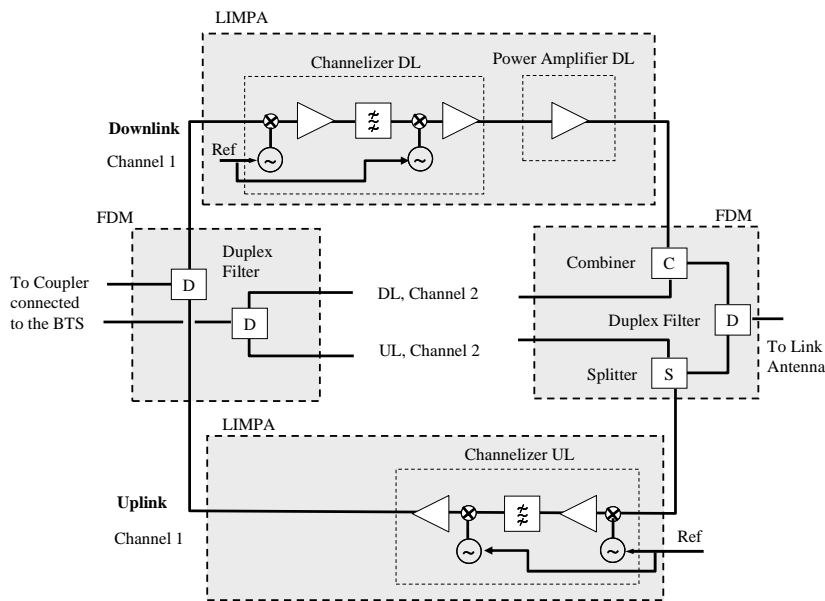 LIMPA
Channelizer DL
Power Amplifier DL
Downlink
Ref
Channel 1
~
~
FDM
FDM
Duplex
Filter
To Coupler
connected
to the BTS
D
D
DL, Channel 2
UL, Channel 2
Combiner
C
Duplex Filter
D
Splitter
S
To Link
Antenna
LIMPA
Channelizer UL
Uplink
Channel 1
~
~
Ref